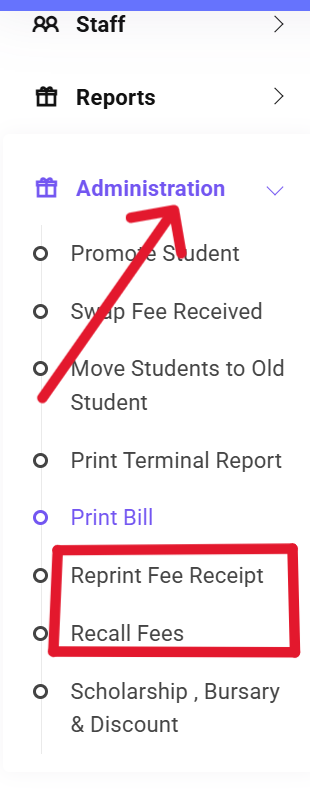 Staff
Reports
Administration
Promote Student
Swap Fee Received
Move Students to Old
Student
Print Terminal Report
Print Bill
Reprint Fee Receipt
Recall Fees
Scholarship , Bursary
& Discount